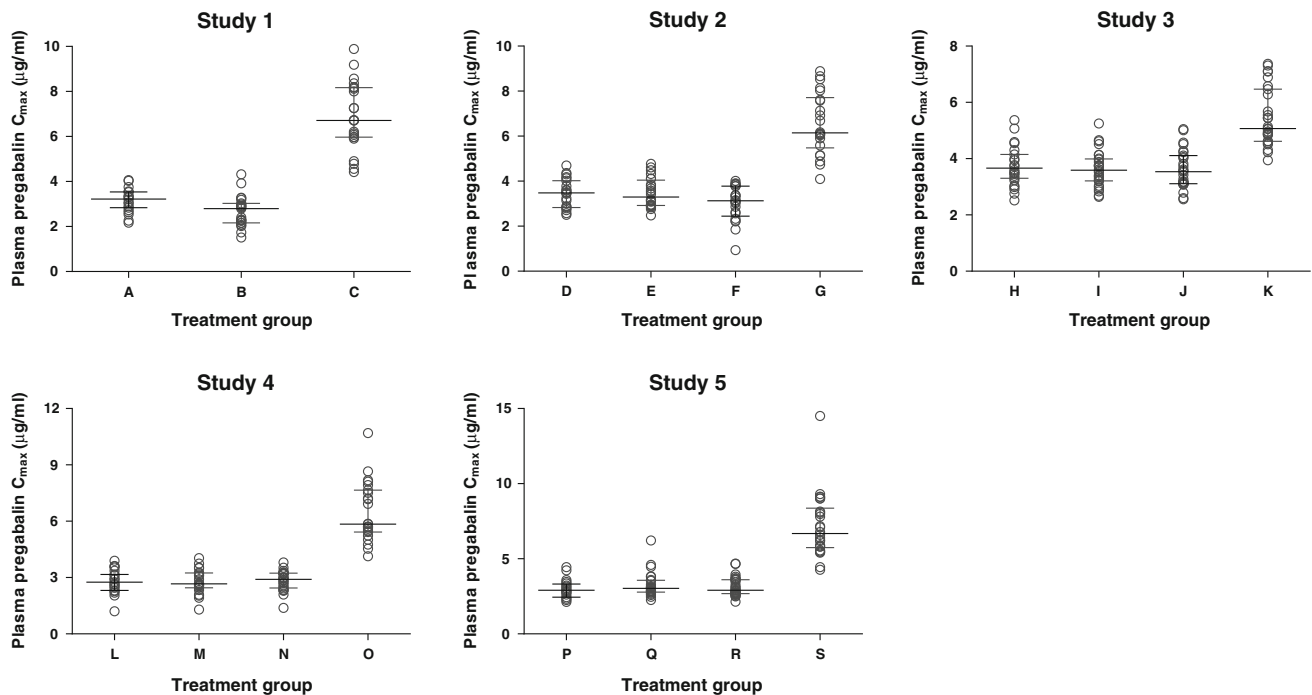 Study 1
Plasma pregabalin Cmax (μg/ml)
10
8
6
4
2
0
A B C
Treatment group
Study 2
Plasma pregabalin Cmax (μg/ml)
10
8
6
4
2
0
D E F G
Treatment group
Study 3
Plasma pregabalin Cmax (μg/ml)
8
6
4
2
0
H I J K
Treatment group
Study 4
Plasma pregabalin Cmax (μg/ml)
12
9
6
3
0
L M N O
Treatment group
Study 5
Plasma pregabalin Cmax (μg/ml)
15
10
5
0
P Q R S
Treatment group